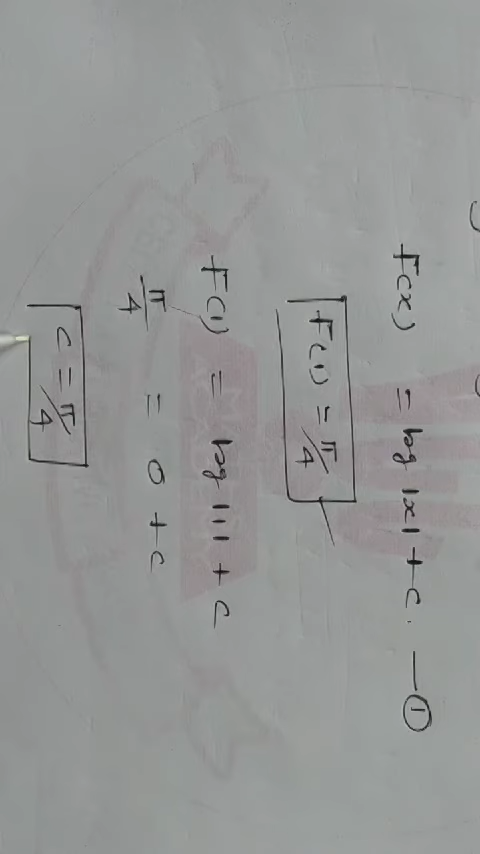 F(x) = log |x| + c. — ①
F(1) = π/4
F(1) = log |1| + c
π/4 = 0 + c
c = π/4